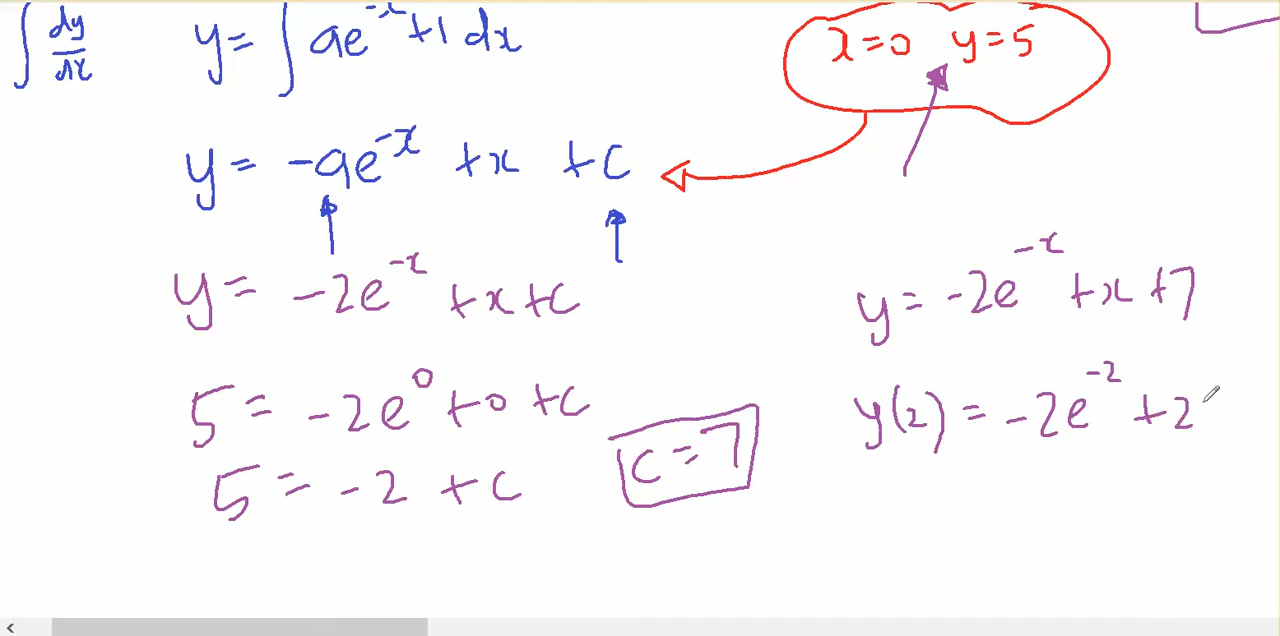 ∫ dy/dx y = ∫ ae^-x +1 dx
x=0 y=5
y = -ae^-x +x +c
y = -2e^-x +x+c
y = -2e^-x +x +7
5 = -2e^0 +0 +c
y(2) = -2e^-2 +2
c=7
5 = -2 +c